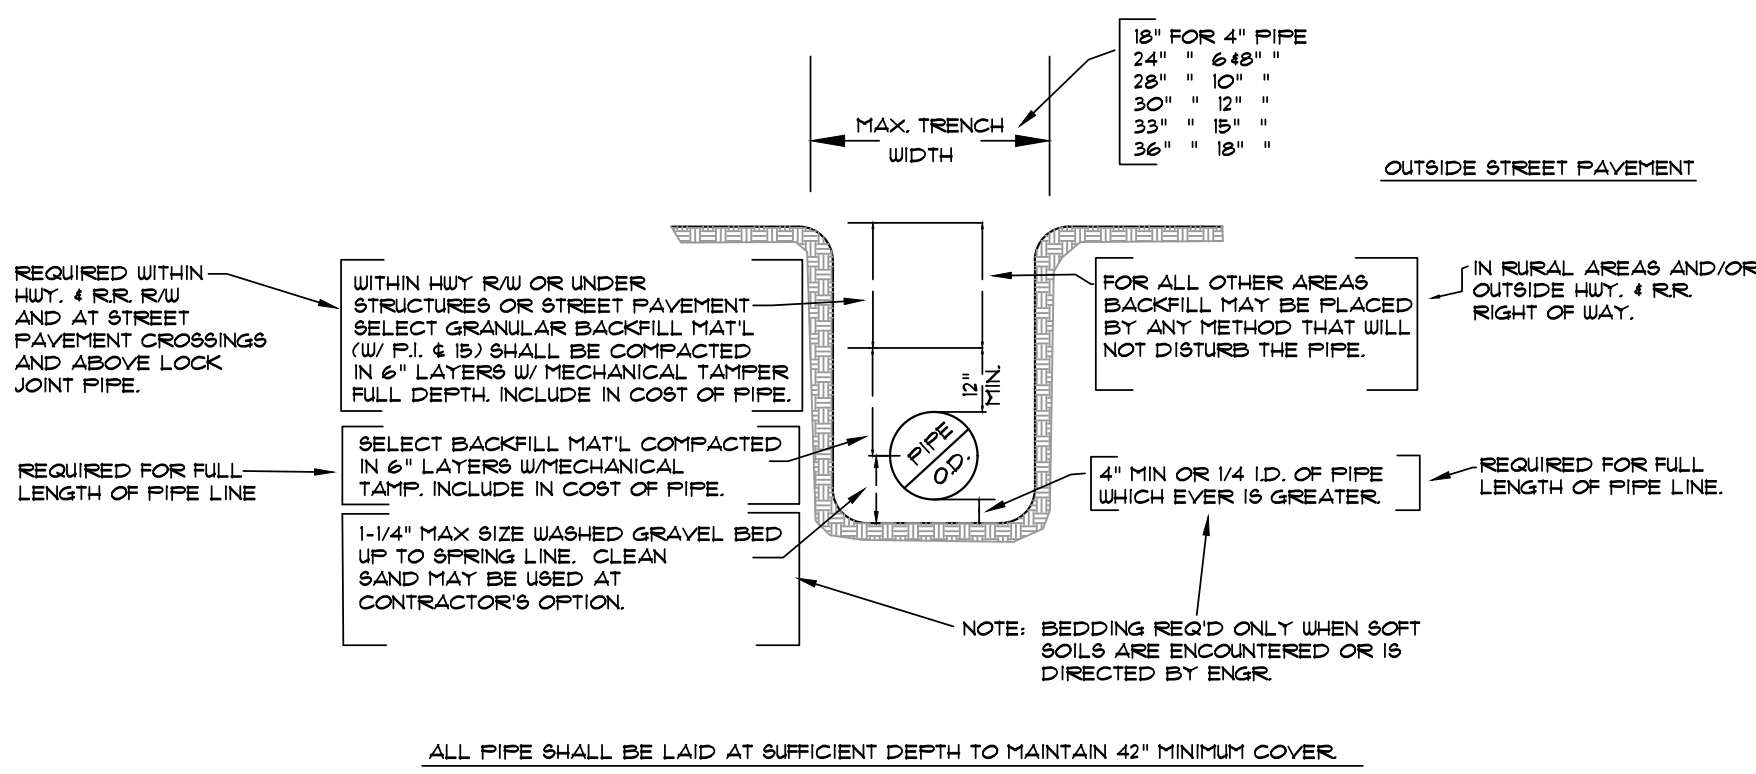 18" FOR 4" PIPE
24" " 6 & 8" "
28" " 10" "
30" " 12" "
33" " 15" "
36" " 18" "
MAX. TRENCH
WIDTH
OUTSIDE STREET PAVEMENT
REQUIRED WITHIN
HWY. & R.R. R/W
AND AT STREET
PAVEMENT CROSSINGS
AND ABOVE LOCK
JOINT PIPE.
WITHIN HWY R/W OR UNDER
STRUCTURES OR STREET PAVEMENT
SELECT GRANULAR BACKFILL MAT'L
(W/ P.I. & 15) SHALL BE COMPACTED
IN 6" LAYERS W/ MECHANICAL TAMPER
FULL DEPTH. INCLUDE IN COST OF PIPE.
FOR ALL OTHER AREAS
BACKFILL MAY BE PLACED
BY ANY METHOD THAT WILL
NOT DISTURB THE PIPE.
IN RURAL AREAS AND/OR
OUTSIDE HWY. & R.R.
RIGHT OF WAY.
12"
MIN.
REQUIRED FOR FULL
LENGTH OF PIPE LINE
SELECT BACKFILL MAT'L COMPACTED
IN 6" LAYERS W/MECHANICAL
TAMP. INCLUDE IN COST OF PIPE.
PIPE
O.D.
4" MIN OR 1/4 I.D. OF PIPE
WHICH EVER IS GREATER.
REQUIRED FOR FULL
LENGTH OF PIPE LINE.
1-1/4" MAX SIZE WASHED GRAVEL BED
UP TO SPRING LINE. CLEAN
SAND MAY BE USED AT
CONTRACTOR'S OPTION.
NOTE: BEDDING REQ'D ONLY WHEN SOFT
SOILS ARE ENCOUNTERED OR IS
DIRECTED BY ENGR.
ALL PIPE SHALL BE LAID AT SUFFICIENT DEPTH TO MAINTAIN 42" MINIMUM COVER.